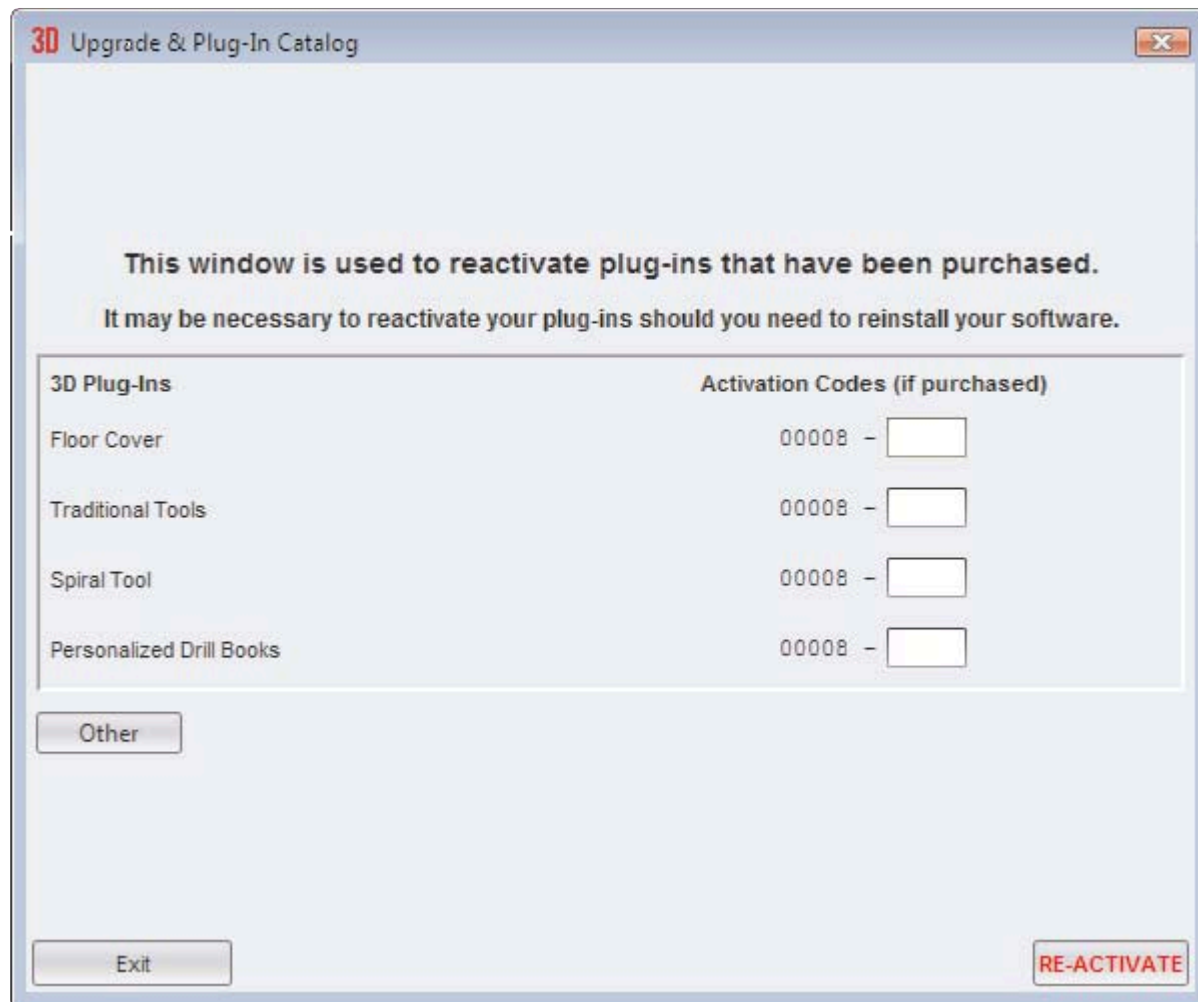 3D Upgrade & Plug-In Catalog
This window is used to reactivate plug-ins that have been purchased.
It may be necessary to reactivate your plug-ins should you need to reinstall your software.
3D Plug-Ins Activation Codes (if purchased)
Floor Cover 00008 -
Traditional Tools 00008 -
Spiral Tool 00008 -
Personalized Drill Books 00008 -
Other
Exit RE-ACTIVATE